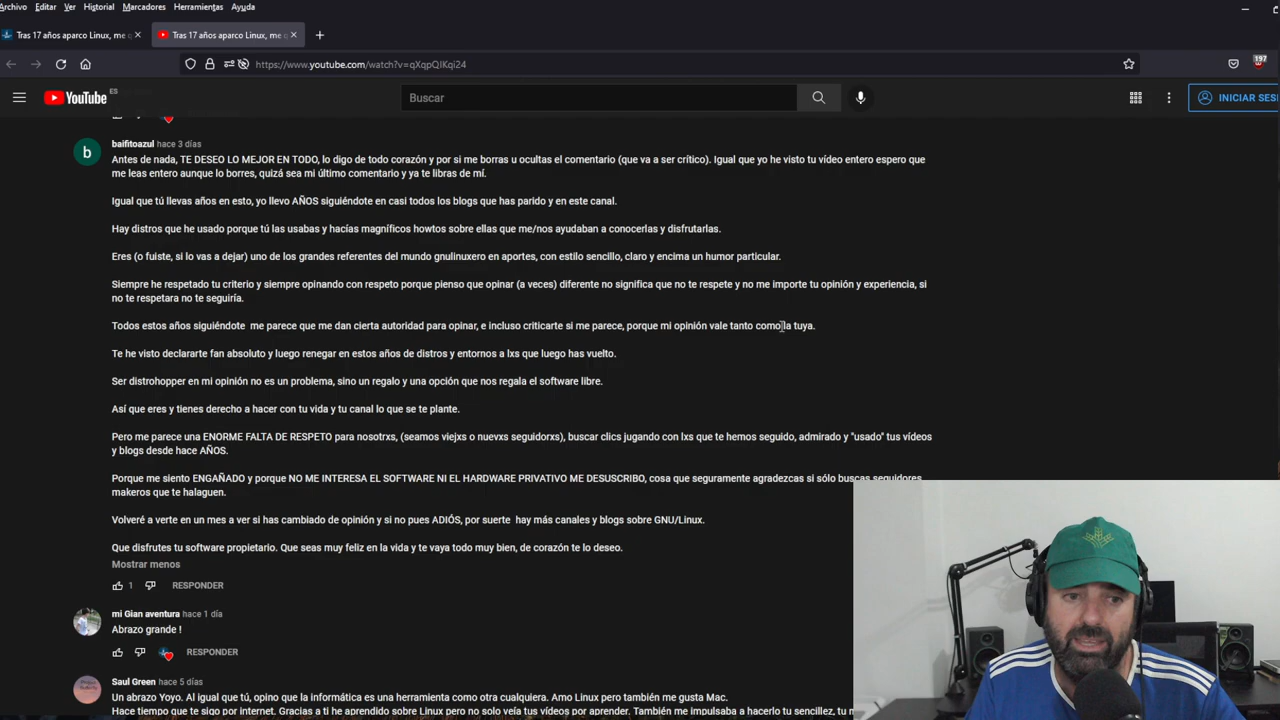 Archivo Editar Ver Historial Marcadores Herramientas Ayuda
Tras 17 años aparco Linux, me q
Tras 17 años aparco Linux, me q
https://www.youtube.com/watch?v=qXqpQIKqi24
197
YouTube ES
Buscar
INICIAR SES
b
baifitoazul hace 3 días
Antes de nada, TE DESEO LO MEJOR EN TODO, lo digo de todo corazón y por si me borras u ocultas el comentario (que va a ser crítico). Igual que yo he visto tu vídeo entero espero que
me leas entero aunque lo borres, quizá sea mi último comentario y ya te libras de mí.
Igual que tú llevas años en esto, yo llevo AÑOS siguiéndote en casi todos los blogs que has parido y en este canal.
Hay distros que he usado porque tú las usabas y hacías magníficos howtos sobre ellas que me/nos ayudaban a conocerlas y disfrutarlas.
Eres (o fuiste, si lo vas a dejar) uno de los grandes referentes del mundo gnulinuxero en aportes, con estilo sencillo, claro y encima un humor particular.
Siempre he respetado tu criterio y siempre opinando con respeto porque pienso que opinar (a veces) diferente no significa que no te respete y no me importe tu opinión y experiencia, si
no te respetara no te seguiría.
Todos estos años siguiéndote me parece que me dan cierta autoridad para opinar, e incluso criticarte si me parece, porque mi opinión vale tanto como la tuya.
Te he visto declararte fan absoluto y luego renegar en estos años de distros y entornos a lxs que luego has vuelto.
Ser distrohopper en mi opinión no es un problema, sino un regalo y una opción que nos regala el software libre.
Así que eres y tienes derecho a hacer con tu vida y tu canal lo que se te plante.
Pero me parece una ENORME FALTA DE RESPETO para nosotrxs, (seamos viejxs o nuevxs seguidorxs), buscar clics jugando con lxs que te hemos seguido, admirado y "usado" tus vídeos
y blogs desde hace AÑOS.
Porque me siento ENGAÑADO y porque NO ME INTERESA EL SOFTWARE NI EL HARDWARE PRIVATIVO ME DESUSCRIBO, cosa que seguramente agradezcas si sólo buscas seguidores
makeros que te halaguen.
Volveré a verte en un mes a ver si has cambiado de opinión y si no pues ADIÓS, por suerte hay más canales y blogs sobre GNU/Linux.
Que disfrutes tu software propietario. Que seas muy feliz en la vida y te vaya todo muy bien, de corazón te lo deseo.
Mostrar menos
1 RESPONDER
mi Gian aventura hace 1 día
Abrazo grande !
RESPONDER
Saul Green hace 5 días
Un abrazo Yoyo. Al igual que tú, opino que la informática es una herramienta como otra cualquiera. Amo Linux pero también me gusta Mac.
Hace tiempo que te sigo por internet. Gracias a ti he aprendido sobre Linux pero no solo veía tus vídeos por aprender. También me impulsaba a hacerlo tu sencillez, tu